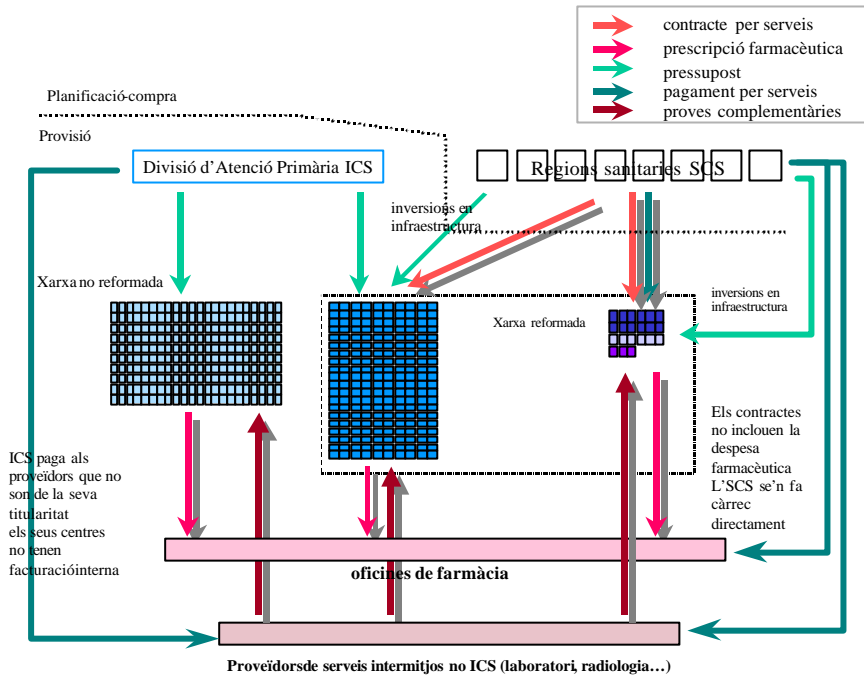 contracte per serveis
prescripció farmacèutica
pressupost
pagament per serveis
proves complementàries
Planificació-compra
Provisió
Divisió d'Atenció Primària ICS
Regions sanitaries SCS
inversions en
infraestructura
Xarxa no reformada
Xarxa reformada
inversions en
infraestructura
Els contractes
no inclouen la
despesa
farmacèutica
L'SCS se'n fa
càrrec
directament
ICS paga als
proveïdors que no
son de la seva
titularitat
els seus centres
no tenen
facturacióinterna
oficines de farmàcia
Proveïdorsde serveis intermitjos no ICS (laboratori, radiologia…)